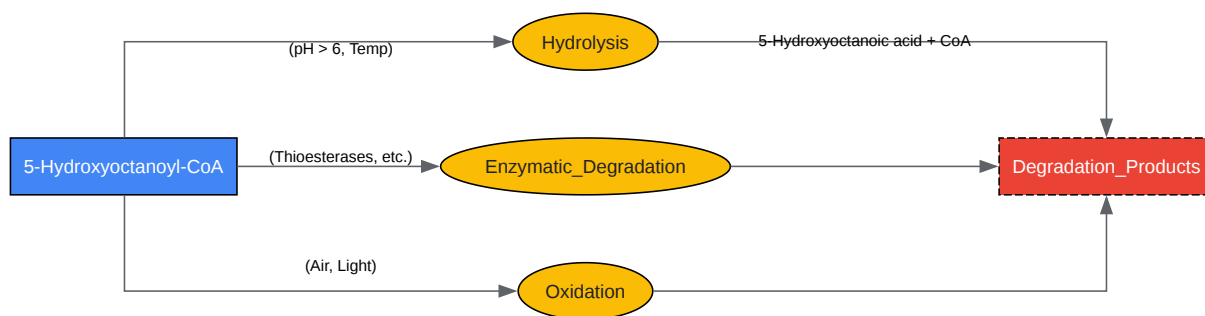 (pH > 6, Temp)
Hydrolysis
5-Hydroxyoctanoic acid + CoA
5-Hydroxyoctanoyl-CoA
(Thioesterases, etc.)
Enzymatic_Degradation
Degradation_Products
(Air, Light)
Oxidation